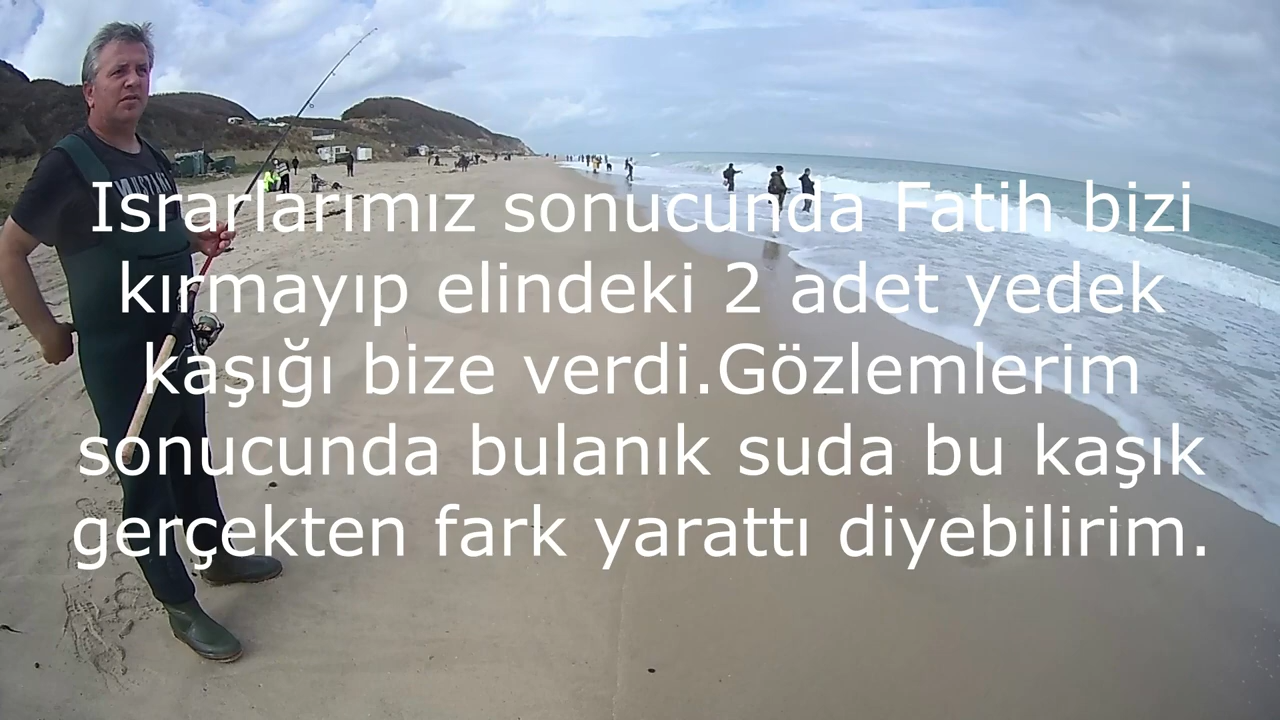 Israrlarımız sonucunda Fatih bizi
kırmayıp elindeki 2 adet yedek
kaşığı bize verdi.Gözlemlerim
sonucunda bulanık suda bu kaşık
gerçekten fark yarattı diyebilirim.